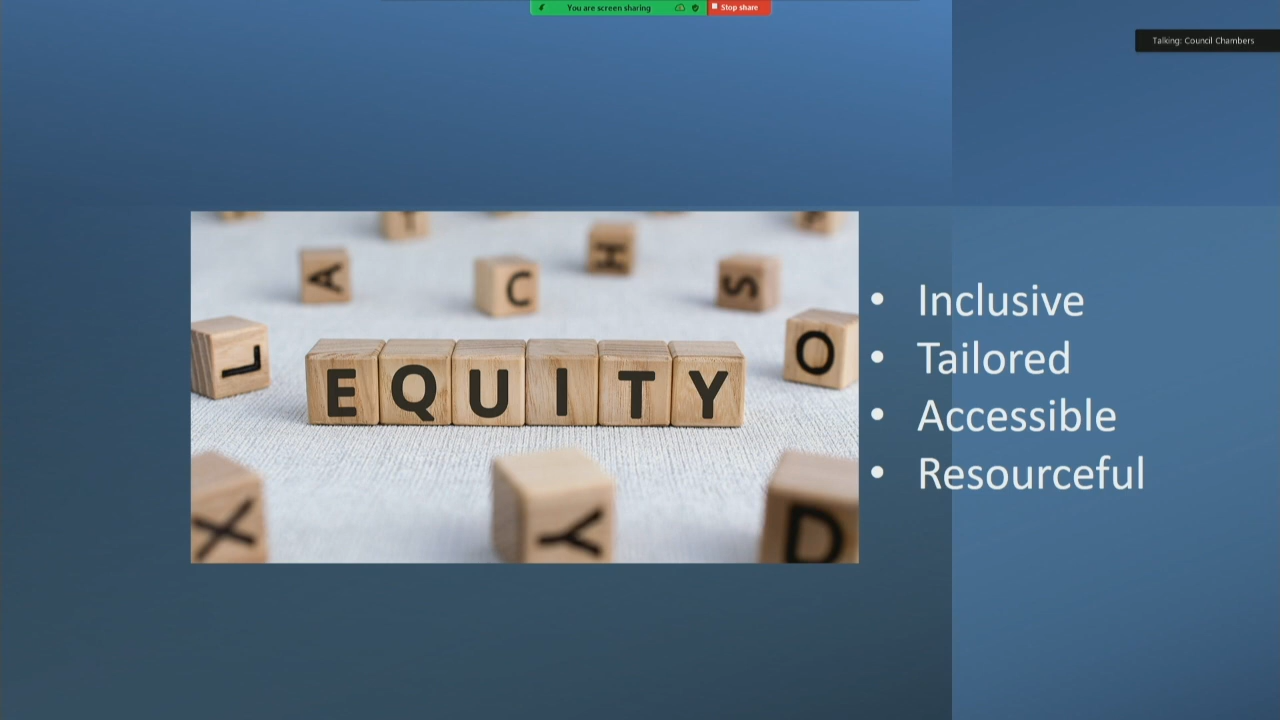 You are screen sharing
Stop share
Talking: Council Chambers
A
C
H
S
L
O
EQUITY
X
Y
D
• Inclusive
• Tailored
• Accessible
• Resourceful